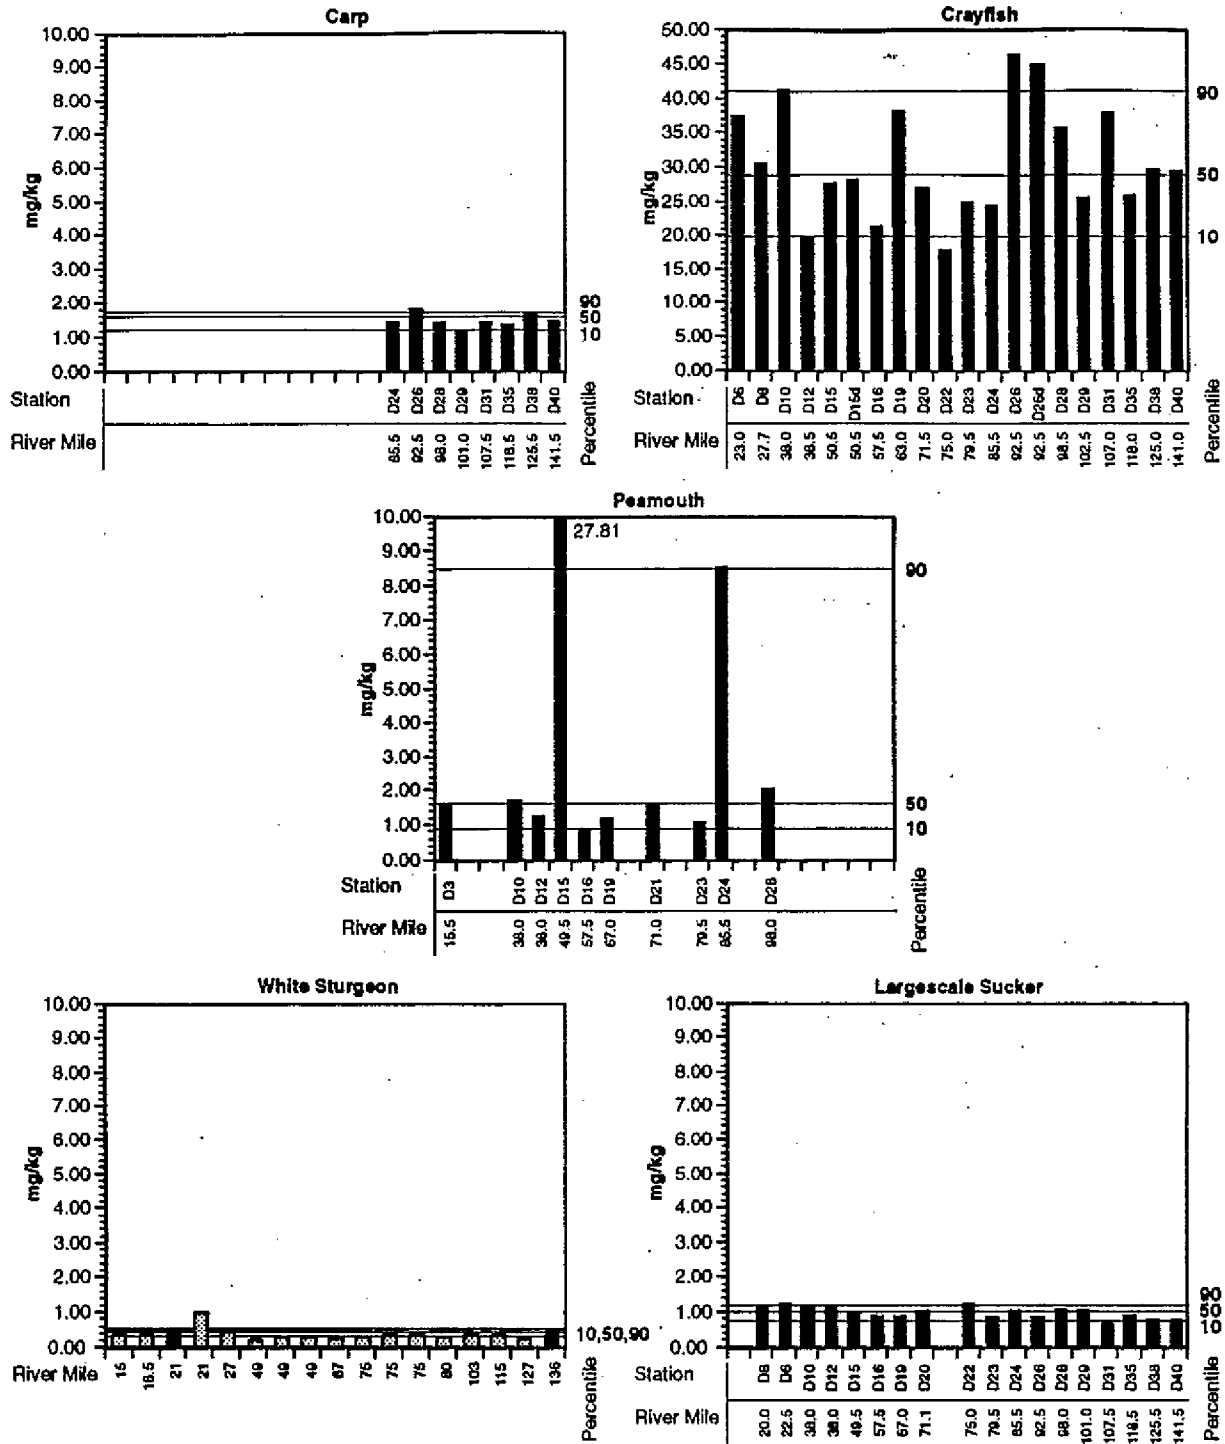 Carp
10.00
9.00
8.00
7.00
6.00
5.00
4.00
3.00
2.00
1.00
0.00
mg/kg
90
50
10
Percentile
Station D24 D26 D28 D29 D31 D35 D38 D40
River Mile 85.5 92.5 98.0 101.0 107.5 118.5 125.5 141.5
Crayfish
50.00
45.00
40.00
35.00
30.00
25.00
20.00
15.00
10.00
5.00
0.00
mg/kg
90
50
10
Percentile
Station D6 D8 D10 D12 D15 D15d D16 D19 D20 D22 D23 D24 D26 D26d D28 D29 D31 D35 D38 D40
River Mile 23.0 27.7 38.0 36.5 50.5 50.5 57.5 63.0 71.5 75.0 79.5 85.5 92.5 92.5 98.5 102.5 107.0 118.0 125.0 141.0
Peamouth
10.00
9.00
8.00
7.00
6.00
5.00
4.00
3.00
2.00
1.00
0.00
mg/kg
27.81
90
50
10
Percentile
Station D3 D10 D12 D15 D16 D19 D21 D23 D24 D28
River Mile 15.5 38.0 38.0 49.5 57.5 67.0 71.0 79.5 85.5 98.0
White Sturgeon
10.00
9.00
8.00
7.00
6.00
5.00
4.00
3.00
2.00
1.00
0.00
mg/kg
10,50,90
Percentile
River Mile 15 18.5 21 21 27 49 49 49 67 75 75 75 80 103 115 127 136
Largescale Sucker
10.00
9.00
8.00
7.00
6.00
5.00
4.00
3.00
2.00
1.00
0.00
mg/kg
90
50
10
Percentile
Station D8 D6 D10 D12 D15 D16 D19 D20 D22 D23 D24 D26 D28 D29 D31 D35 D38 D40
River Mile 20.0 22.5 38.0 38.0 49.5 57.5 67.0 71.1 75.0 79.5 85.5 92.5 98.0 101.0 107.5 118.5 125.5 141.5